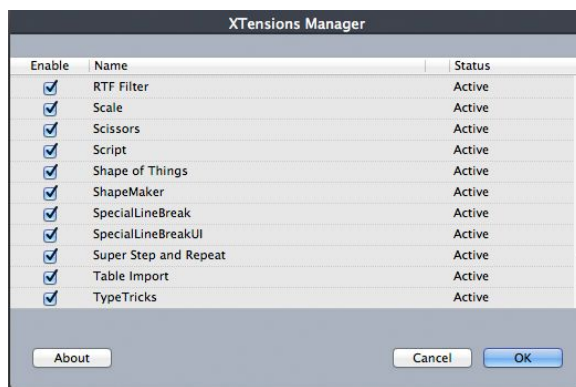 XTensions Manager
Enable Name Status
RTF Filter Active
Scale Active
Scissors Active
Script Active
Shape of Things Active
ShapeMaker Active
SpecialLineBreak Active
SpecialLineBreakUI Active
Super Step and Repeat Active
Table Import Active
TypeTricks Active
About Cancel OK